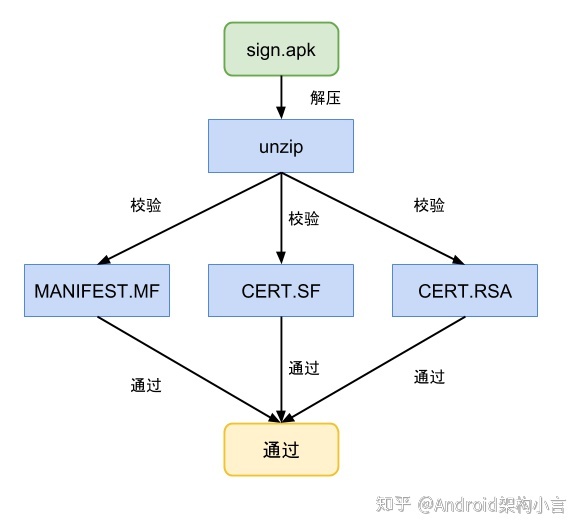 sign.apk
解压
unzip
校验
校验
校验
MANIFEST.MF
CERT.SF
CERT.RSA
通过
通过
通过
通过
知乎 @Android架构小言